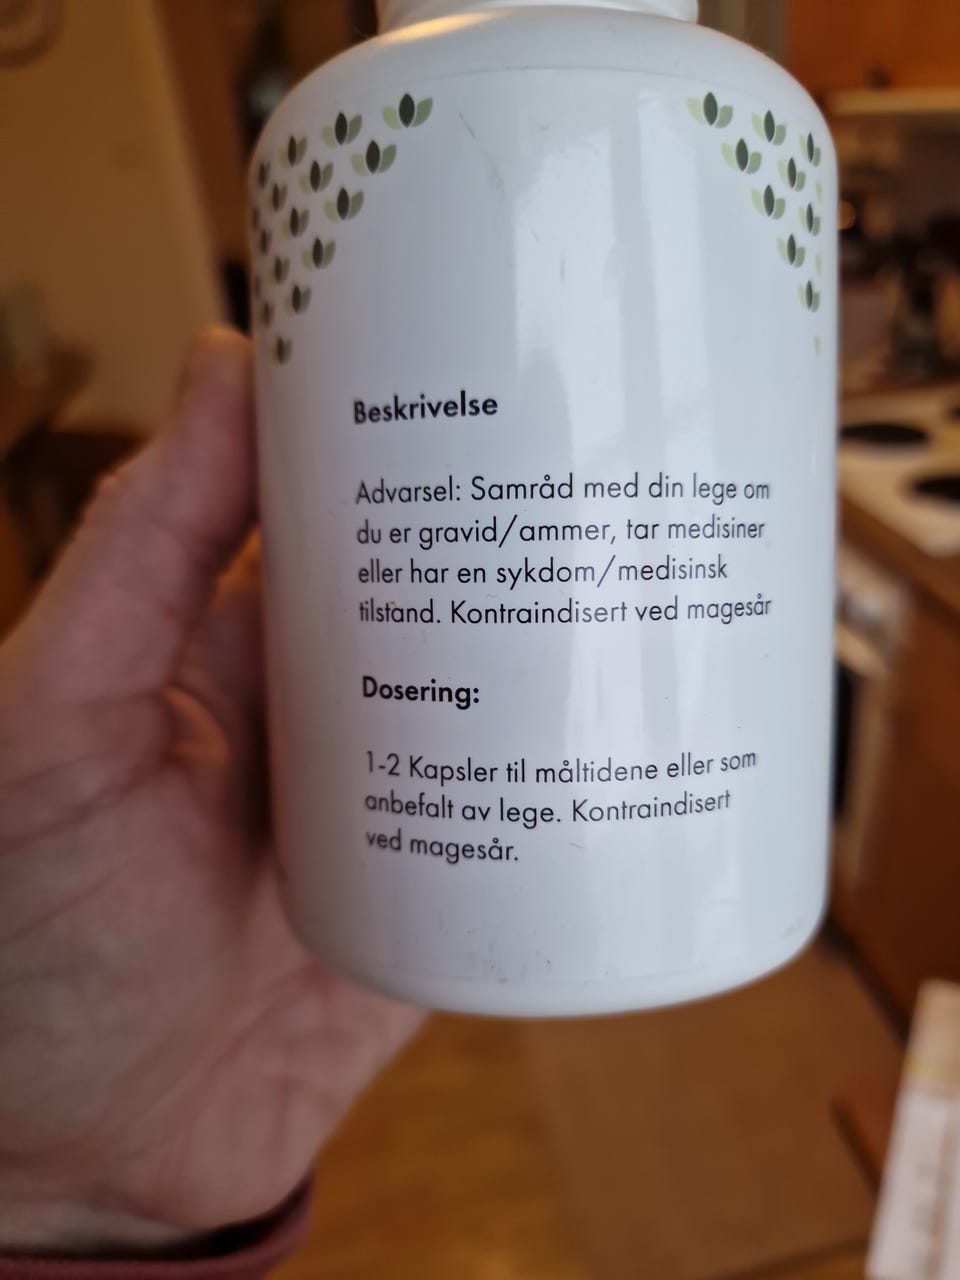 Beskrivelse
Advarsel: Samråd med din lege om
du er gravid/ammer, tar medisiner
eller har en sykdom/medisinsk
tilstand. Kontraindisert ved magesår
Dosering:
1-2 Kapsler til måltidene eller som
anbefalt av lege. Kontraindisert
ved magesår.